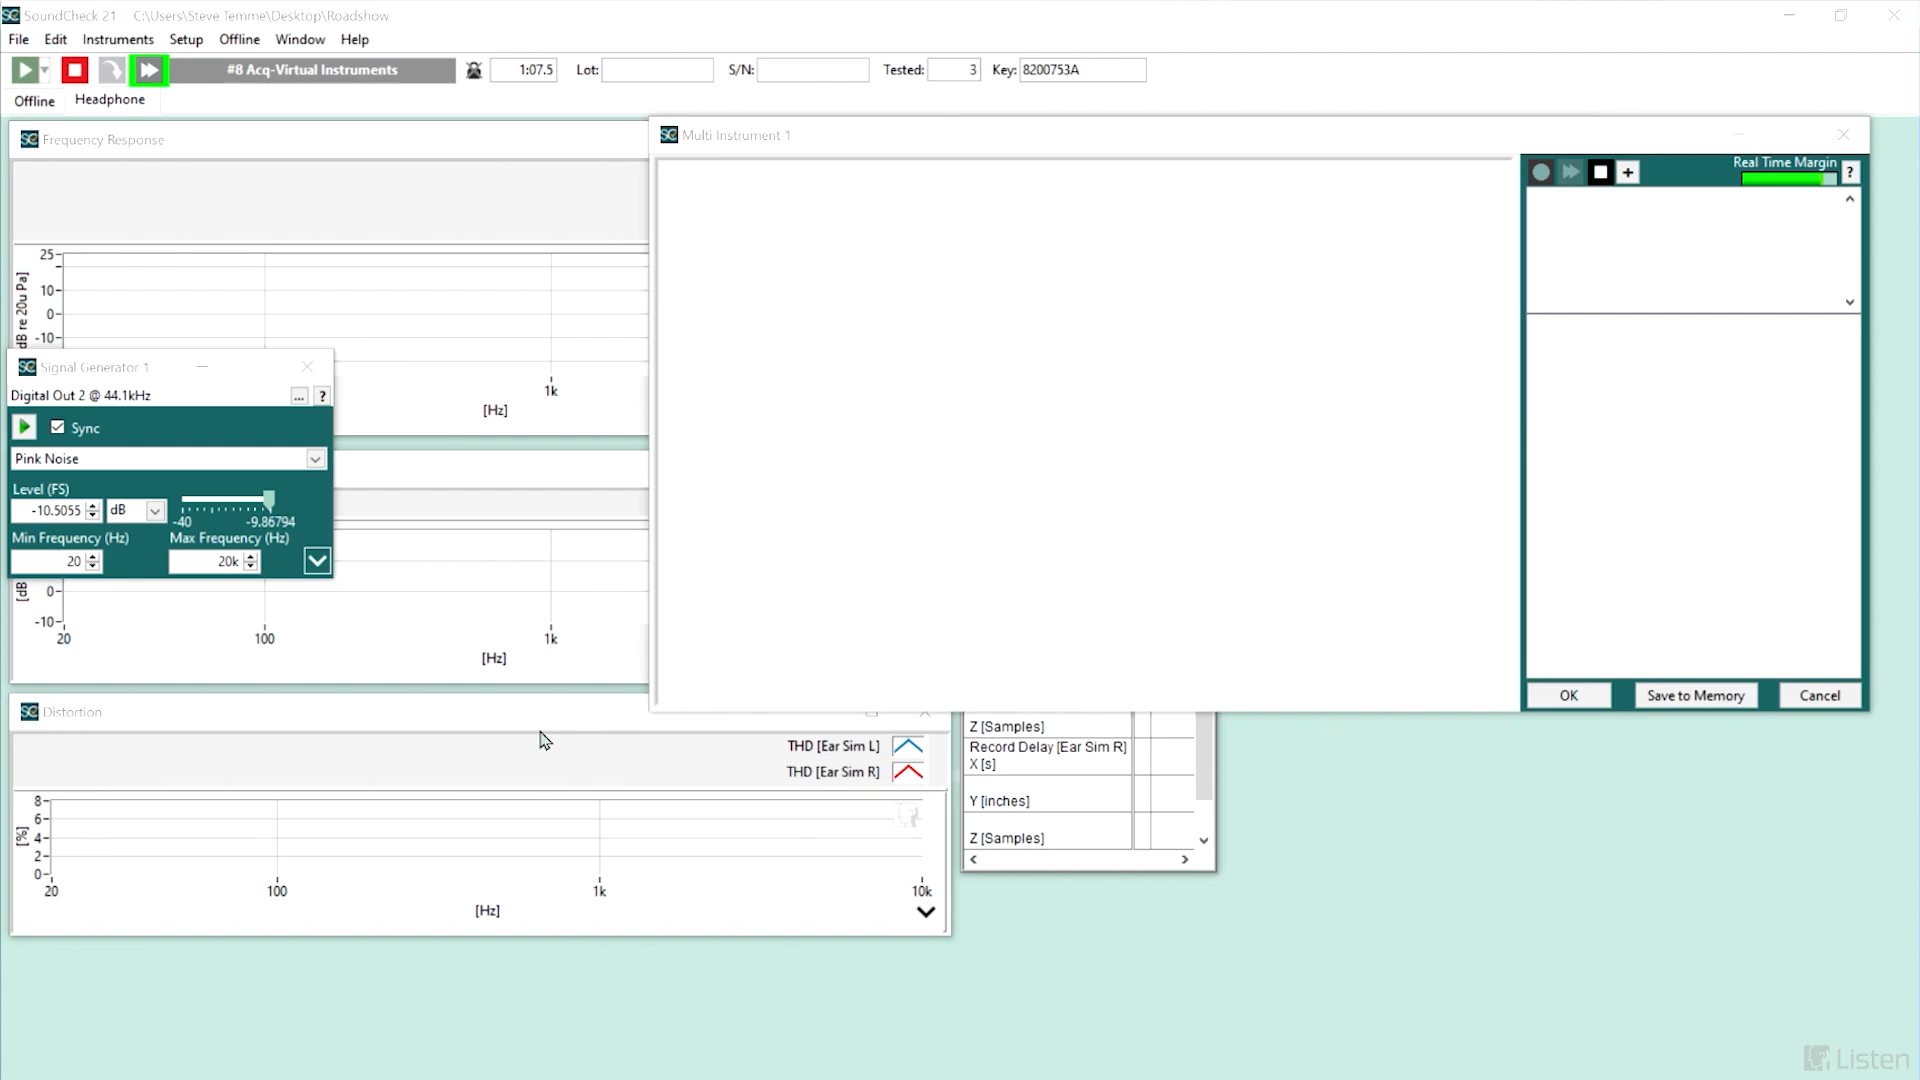 SoundCheck 21 - C:\Users\Steve Temme\Desktop\Roadshow
File Edit Instruments Setup Offline Window Help
#8 Acq-Virtual Instruments 1:07.5 Lot: S/N: Tested: 3 Key: 8200753A
Offline Headphone
Frequency Response
25
10
0
-10
dB re 20u Pa]
1k
[Hz]
Signal Generator 1
Digital Out 2 @ 44.1kHz ... ?
Sync
Pink Noise
Level (FS)
-10.5055 dB
-40 -9.86794
Min Frequency (Hz) Max Frequency (Hz)
20 20k
[dB
0
-10
20 100 1k
[Hz]
Multi Instrument 1
Real Time Margin
+ ?
OK Save to Memory Cancel
Distortion
THD [Ear Sim L]
THD [Ear Sim R]
8
6
4
2
0
[%]
20 100 1k 10k
[Hz]
Z [Samples]
Record Delay [Ear Sim R]
X [s]
Y [inches]
Z [Samples]
Listen